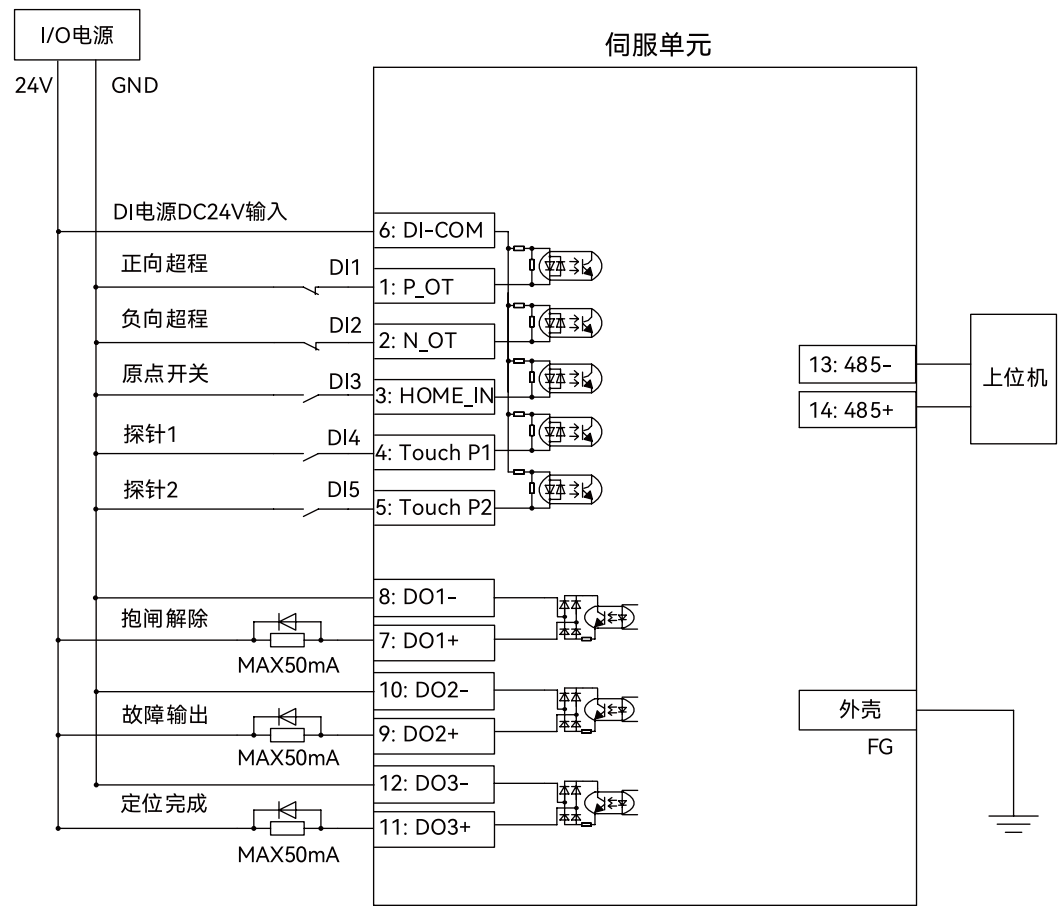 I/O电源
24V
GND
伺服单元
DI电源DC24V输入
6: DI-COM
正向超程
DI1
1: P_OT
负向超程
DI2
2: N_OT
原点开关
DI3
3: HOME_IN
探针1
DI4
4: Touch P1
探针2
DI5
5: Touch P2
13: 485-
14: 485+
上位机
8: DO1-
抱闸解除
7: DO1+
MAX50mA
10: DO2-
故障输出
9: DO2+
MAX50mA
外壳
FG
12: DO3-
定位完成
11: DO3+
MAX50mA